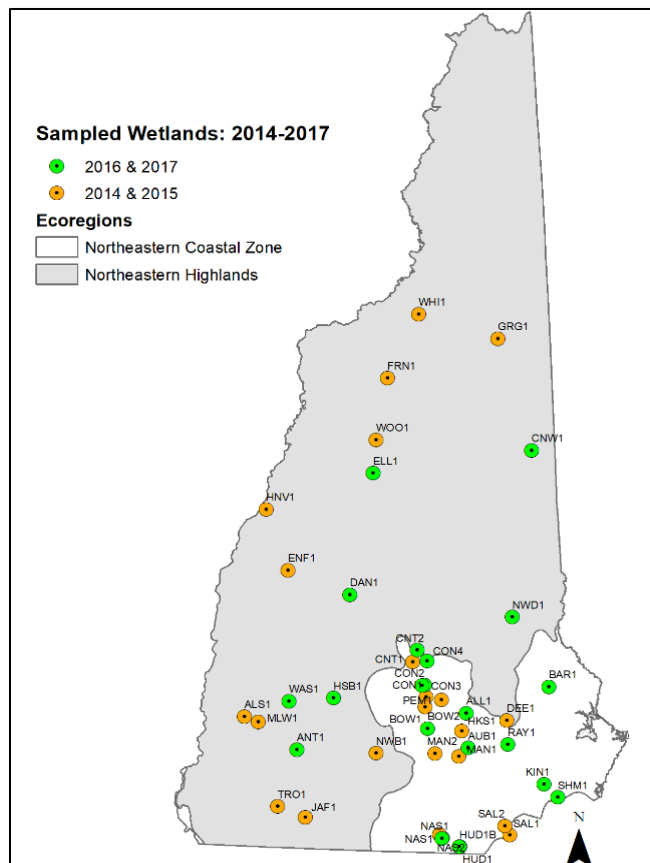 Sampled Wetlands: 2014-2017
2016 & 2017
2014 & 2015
Ecoregions
Northeastern Coastal Zone
Northeastern Highlands
WHI1
GRG1
FRN1
WOO1
CNW1
ELL1
HNV1
ENF1
DAN1
NWD1
CNT2
CNT1
CON4
CON2
CON3
BAR1
WAS1
HSB1
PEM1
ALL1
DEE1
ALS1
MLW1
BOW1
BOW2
HKS1
AUB1
RAY1
ANT1
NWB1
MAN2
MAN1
KIN1
SHM1
TRO1
JAF1
NAS1
SAL2
SAL1
N
NAS1
HUD1B
NAS2
HUD1